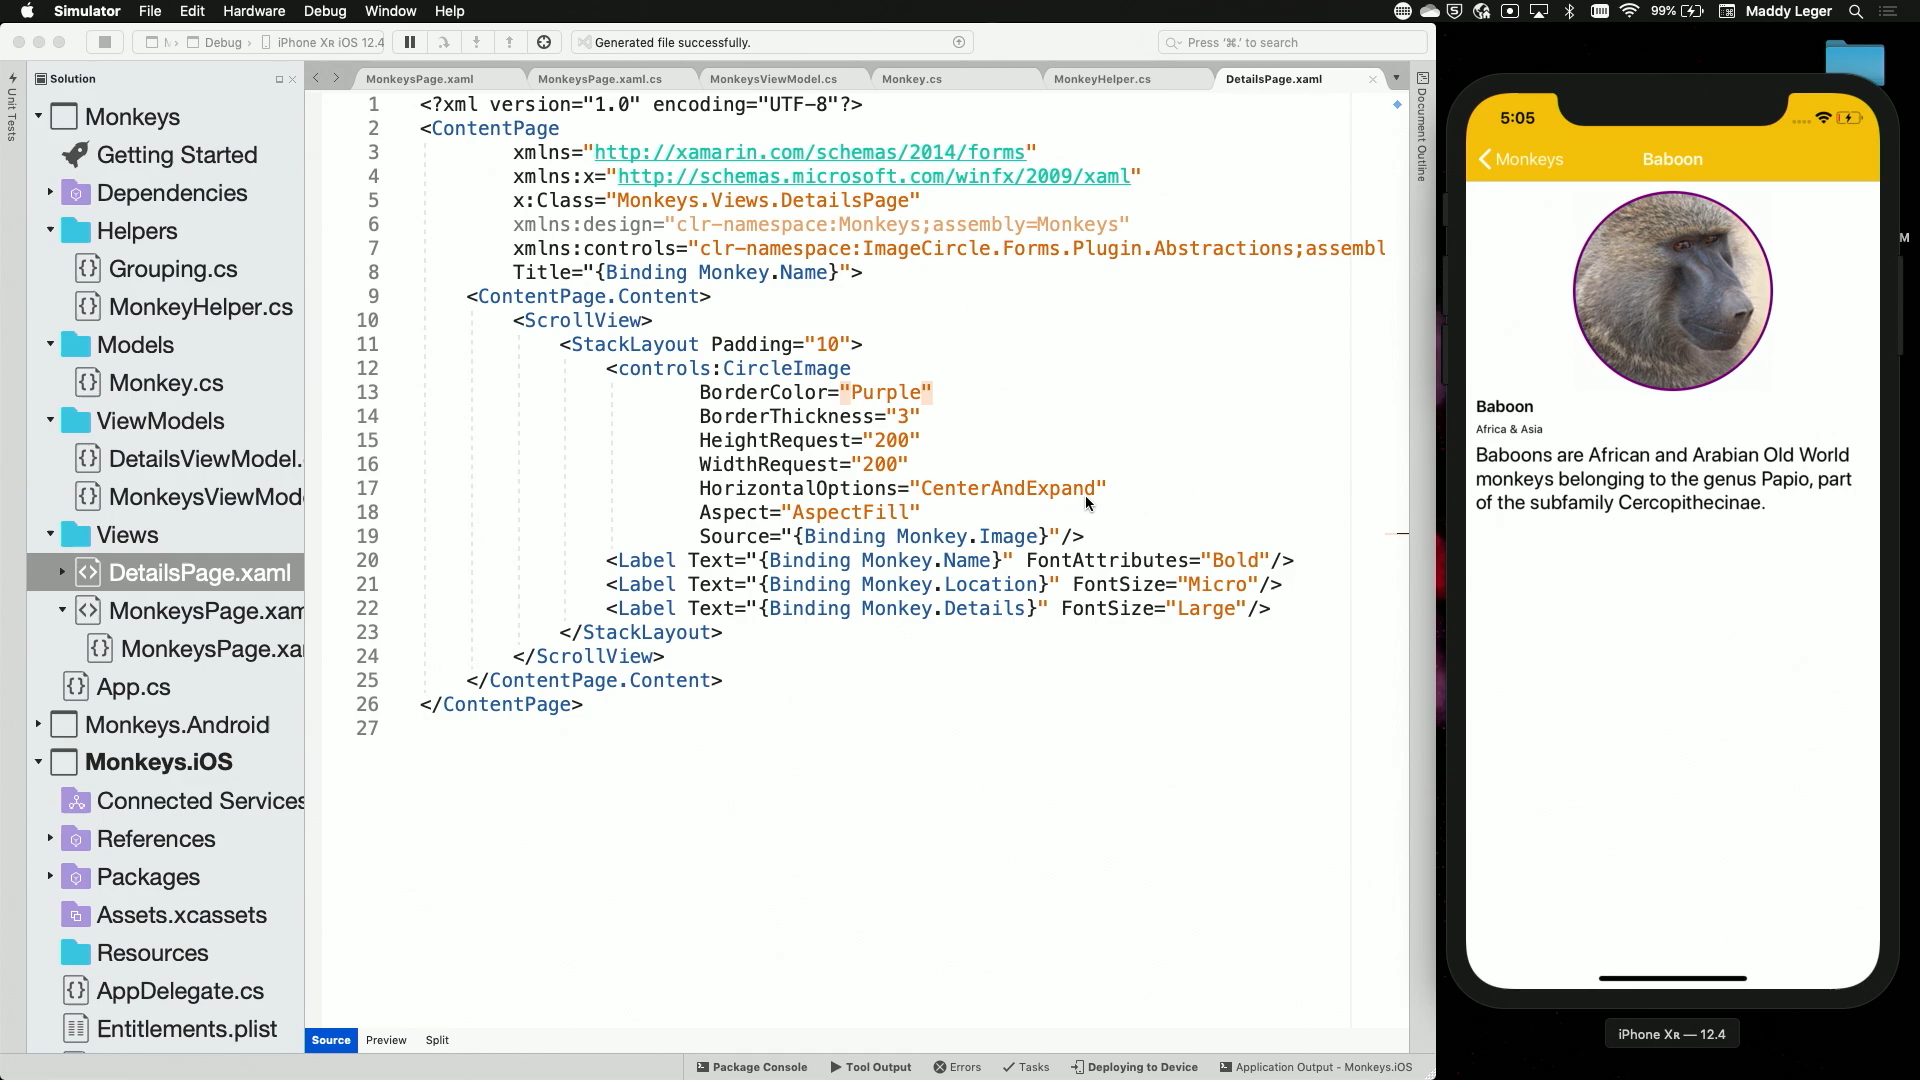 Simulator File Edit Hardware Debug Window Help
99% Maddy Leger
Debug iPhone XR iOS 12.4
Generated file successfully.
Press '⌘.' to search
Unit Tests
Solution
Monkeys
Getting Started
Dependencies
Helpers
Grouping.cs
MonkeyHelper.cs
Models
Monkey.cs
ViewModels
DetailsViewModel.
MonkeysViewMod
Views
DetailsPage.xaml
MonkeysPage.xam
MonkeysPage.xa
App.cs
Monkeys.Android
Monkeys.iOS
Connected Services
References
Packages
Assets.xcassets
Resources
AppDelegate.cs
Entitlements.plist
MonkeysPage.xaml MonkeysPage.xaml.cs MonkeysViewModel.cs Monkey.cs MonkeyHelper.cs DetailsPage.xaml
1 <?xml version="1.0" encoding="UTF-8"?>
2 <ContentPage
3 xmlns="http://xamarin.com/schemas/2014/forms"
4 xmlns:x="http://schemas.microsoft.com/winfx/2009/xaml"
5 x:Class="Monkeys.Views.DetailsPage"
6 xmlns:design="clr-namespace:Monkeys;assembly=Monkeys"
7 xmlns:controls="clr-namespace:ImageCircle.Forms.Plugin.Abstractions;assembl
8 Title="{Binding Monkey.Name}">
9 <ContentPage.Content>
10 <ScrollView>
11 <StackLayout Padding="10">
12 <controls:CircleImage
13 BorderColor="Purple"
14 BorderThickness="3"
15 HeightRequest="200"
16 WidthRequest="200"
17 HorizontalOptions="CenterAndExpand"
18 Aspect="AspectFill"
19 Source="{Binding Monkey.Image}"/>
20 <Label Text="{Binding Monkey.Name}" FontAttributes="Bold"/>
21 <Label Text="{Binding Monkey.Location}" FontSize="Micro"/>
22 <Label Text="{Binding Monkey.Details}" FontSize="Large"/>
23 </StackLayout>
24 </ScrollView>
25 </ContentPage.Content>
26 </ContentPage>
27
Source Preview Split
Package Console Tool Output Errors Tasks Deploying to Device Application Output - Monkeys.iOS
Document Outline
5:05
Monkeys Baboon
Baboon
Africa & Asia
Baboons are African and Arabian Old World
monkeys belonging to the genus Papio, part
of the subfamily Cercopithecinae.
iPhone XR — 12.4
M